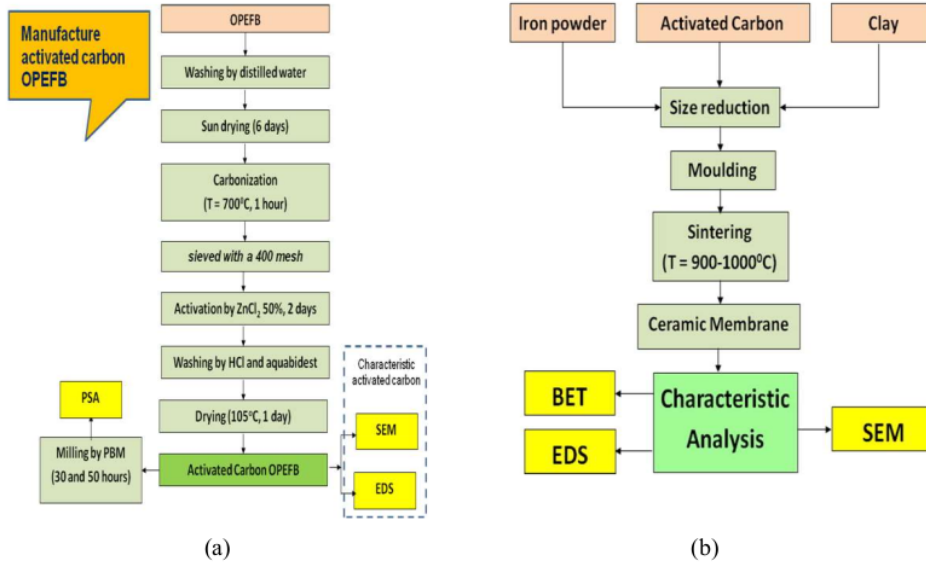 Manufacture
activated carbon
OPEFB
OPEFB
Washing by distilled water
Sun drying (6 days)
Carbonization
(T = 700⁰C, 1 hour)
sieved with a 400 mesh
Activation by ZnCl₂ 50%, 2 days
Washing by HCl and aquabidest
Drying (105°C, 1 day)
Activated Carbon OPEFB
PSA
Milling by PBM
(30 and 50 hours)
Characteristic
activated carbon
SEM
EDS
(a)
Iron powder
Activated Carbon
Clay
Size reduction
Moulding
Sintering
(T = 900-1000⁰C)
Ceramic Membrane
Characteristic
Analysis
BET
EDS
SEM
(b)